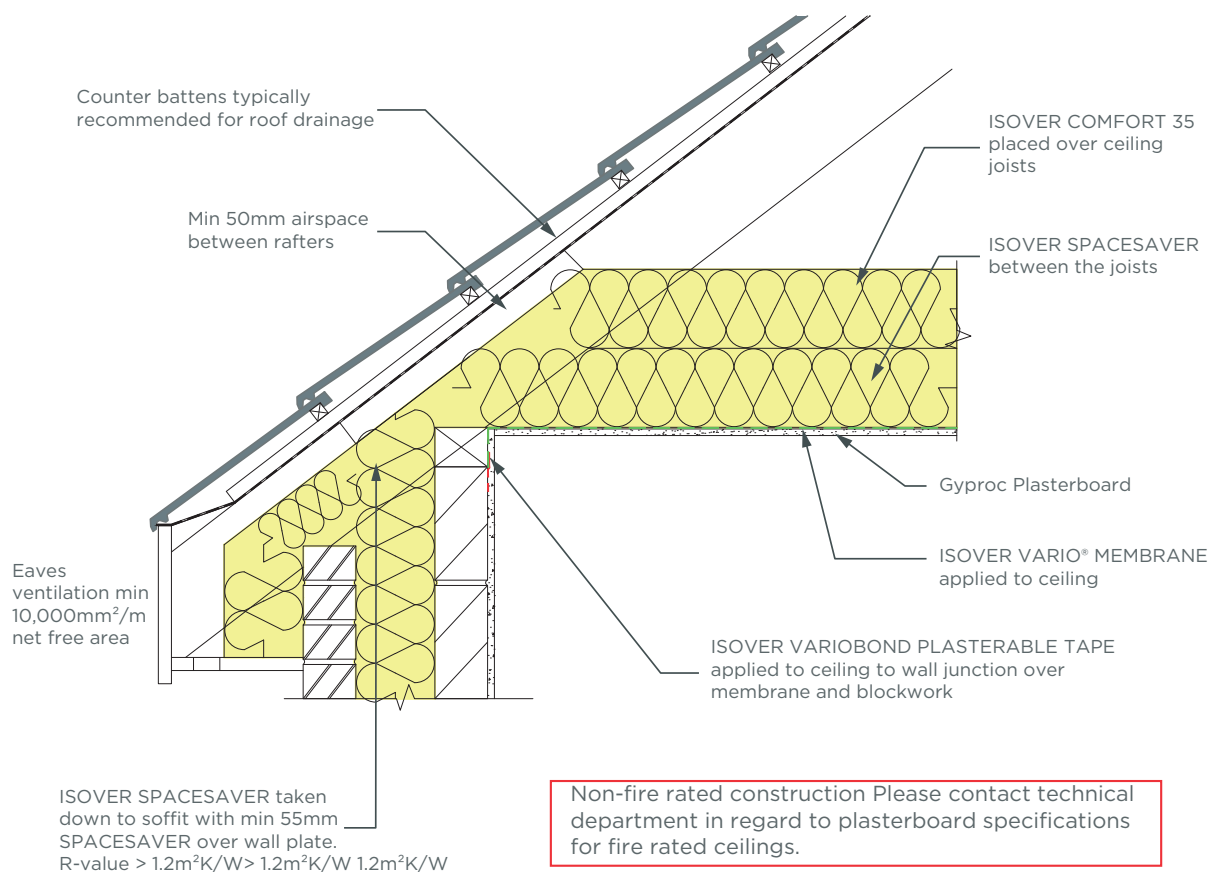 Counter battens typically
recommended for roof drainage
Min 50mm airspace
between rafters
ISOVER COMFORT 35
placed over ceiling
joists
ISOVER SPACESAVER
between the joists
Gyproc Plasterboard
ISOVER VARIO® MEMBRANE
applied to ceiling
Eaves
ventilation min
10,000mm²/m
net free area
ISOVER VARIOBOND PLASTERABLE TAPE
applied to ceiling to wall junction over
membrane and blockwork
ISOVER SPACESAVER taken
down to soffit with min 55mm
SPACESAVER over wall plate.
R-value > 1.2m²K/W> 1.2m²K/W 1.2m²K/W
Non-fire rated construction Please contact technical
department in regard to plasterboard specifications
for fire rated ceilings.